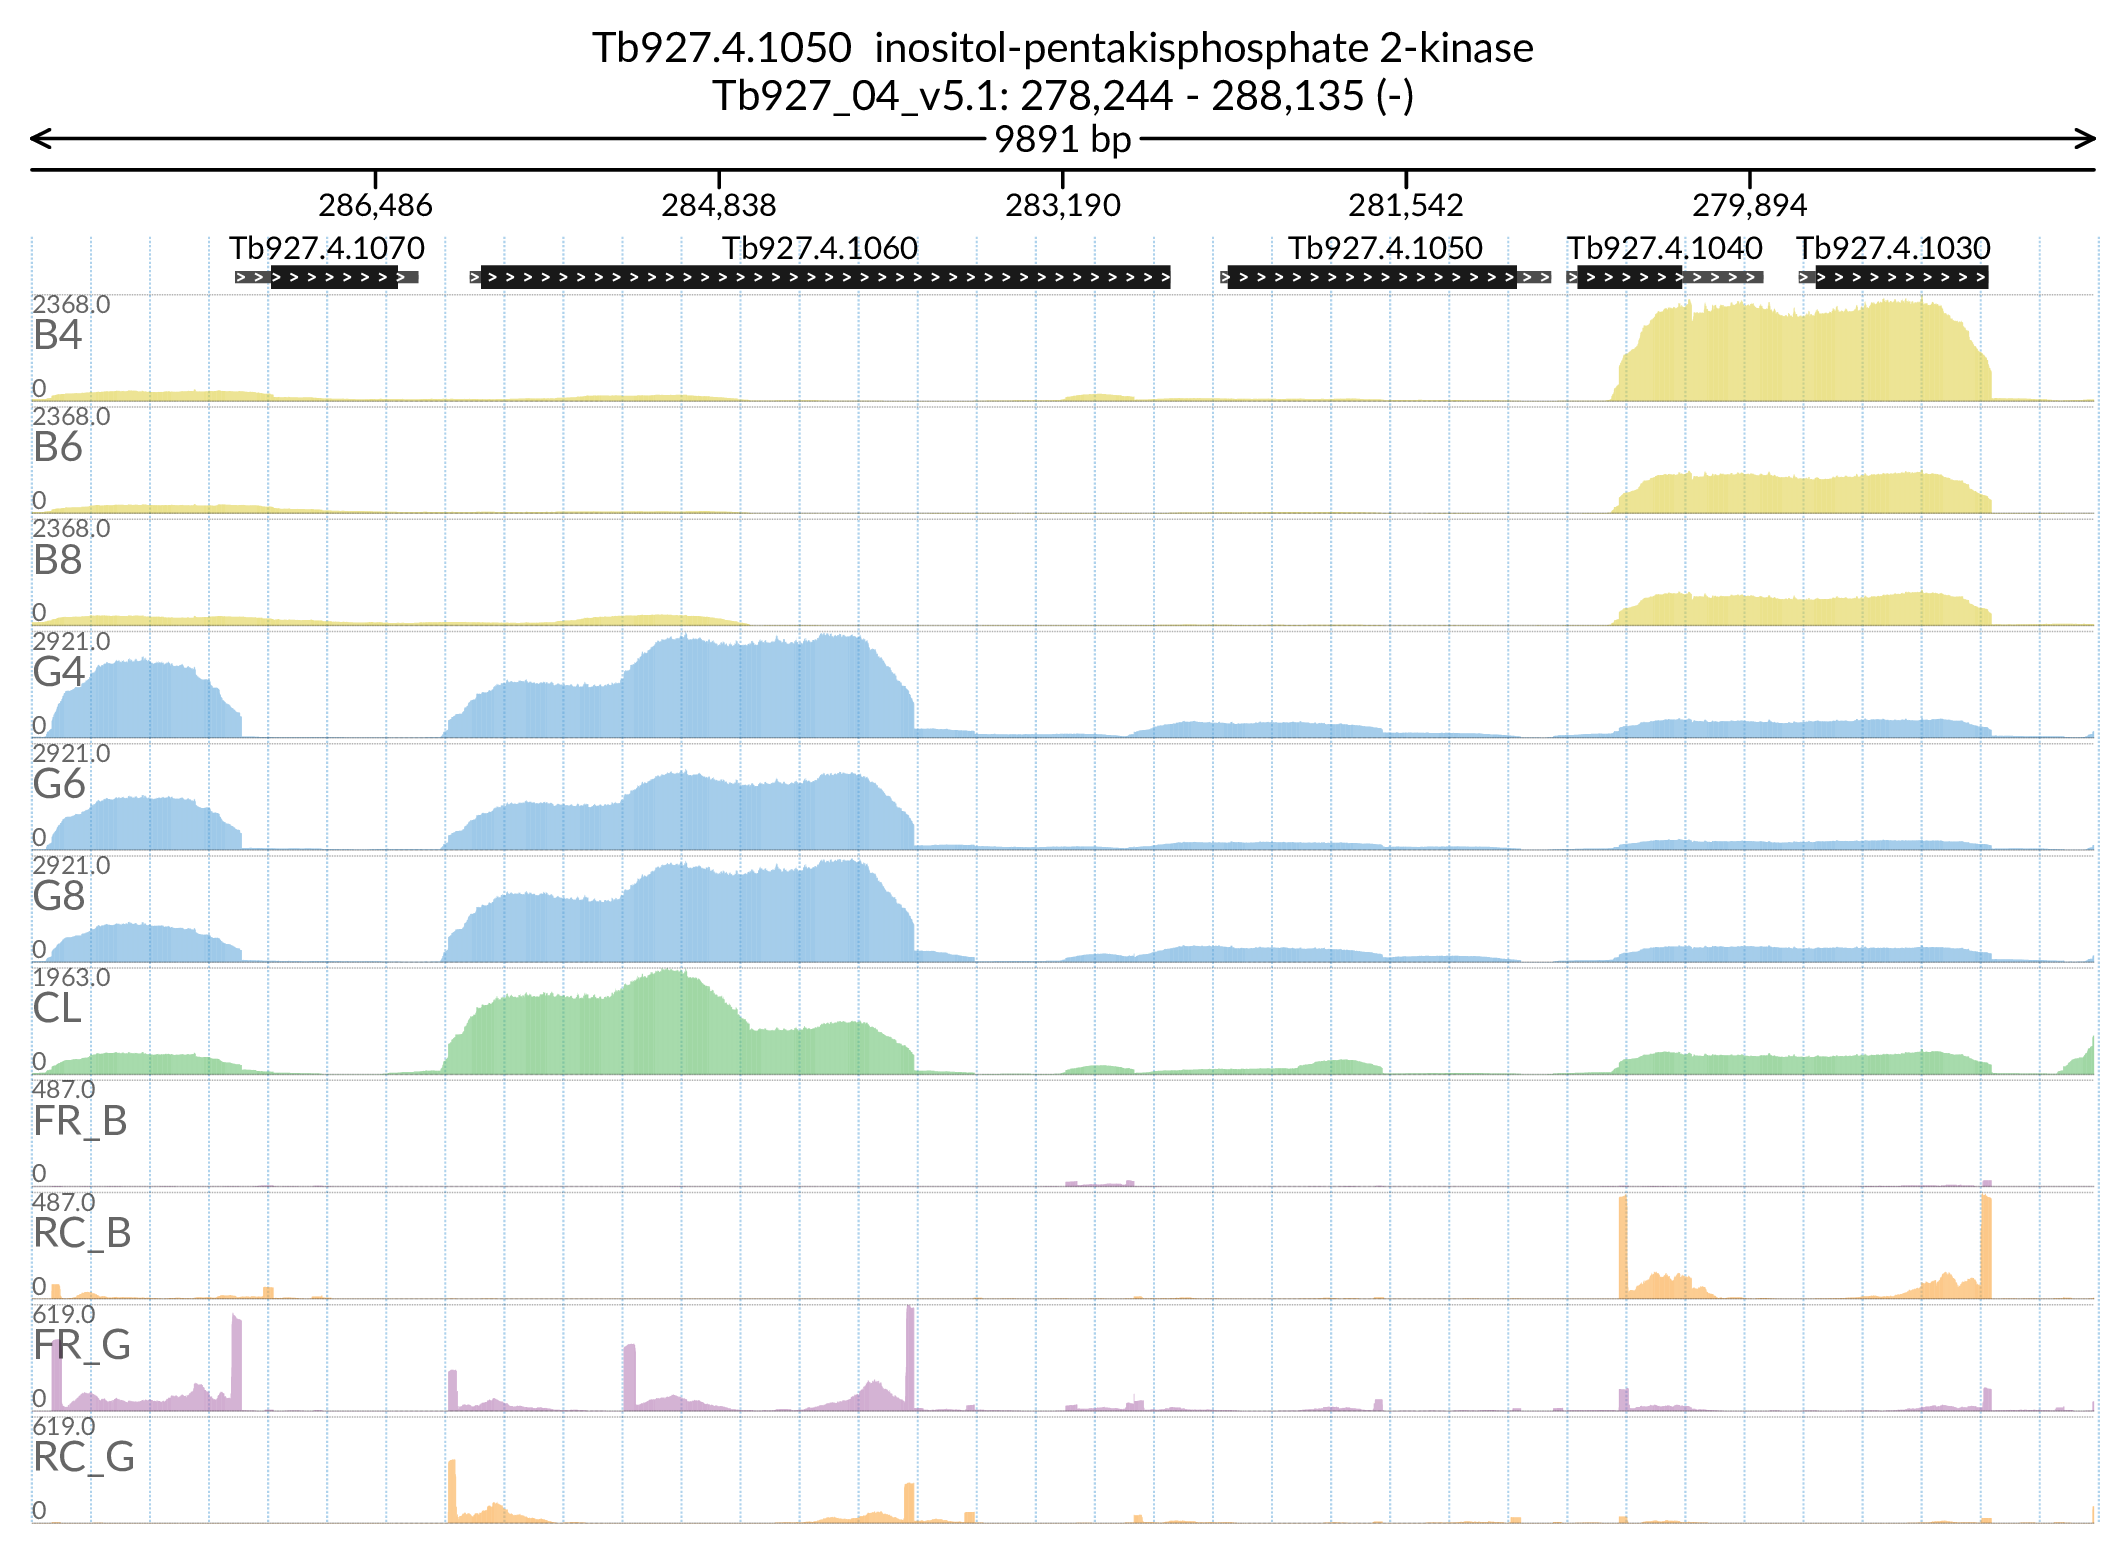 Tb927.4.1050 inositol-pentakisphosphate 2-kinase
Tb927_04_v5.1: 278,244 - 288,135 (-)
9891 bp
286,486 284,838 283,190 281,542 279,894
Tb927.4.1070 Tb927.4.1060 Tb927.4.1050 Tb927.4.1040 Tb927.4.1030
2368.0
B4
0
2368.0
B6
0
2368.0
B8
0
2921.0
G4
0
2921.0
G6
0
2921.0
G8
0
1963.0
CL
0
487.0
FR_B
0
487.0
RC_B
0
619.0
FR_G
0
619.0
RC_G
0